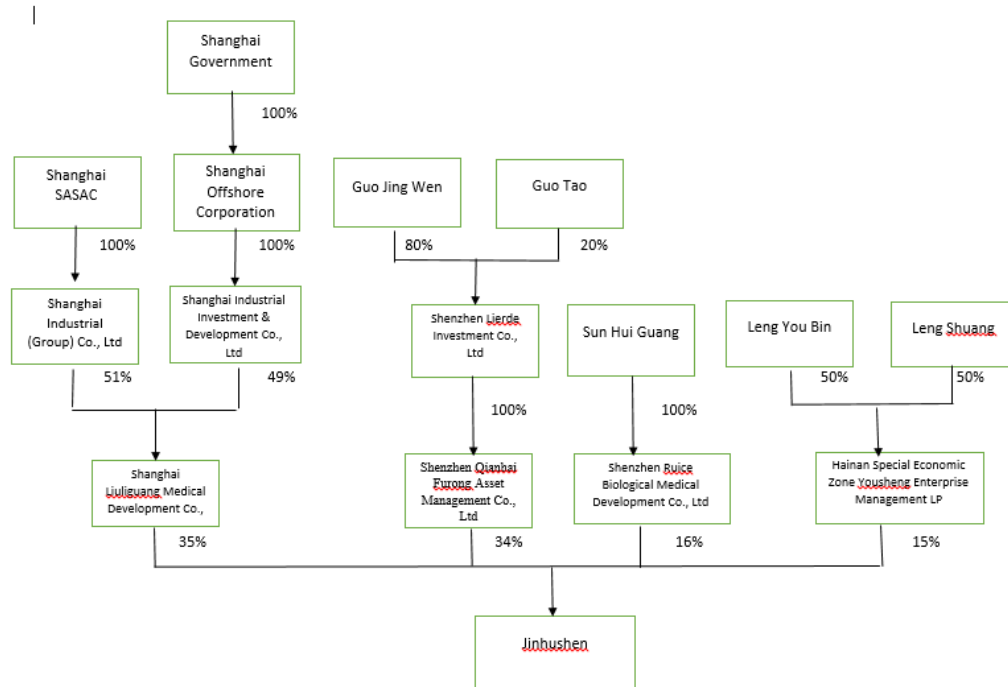 Shanghai
Government
100%
Shanghai
SASAC
Shanghai
Offshore
Corporation
Guo Jing Wen
Guo Tao
100%
100%
80%
20%
Shanghai
Industrial
(Group) Co., Ltd
Shanghai Industrial
Investment &
Development Co.,
Ltd
Shenzhen Lierde
Investment Co.,
Ltd
Sun Hui Guang
Leng You Bin
Leng Shuang
51%
49%
100%
100%
50%
50%
Shanghai
Liuliguang Medical
Development Co.,
Shenzhen Qianhai
Furong Asset
Management Co.,
Ltd
Shenzhen Ruice
Biological Medical
Development Co., Ltd
Hainan Special Economic
Zone Yousheng Enterprise
Management LP
35%
34%
16%
15%
Jinhushen